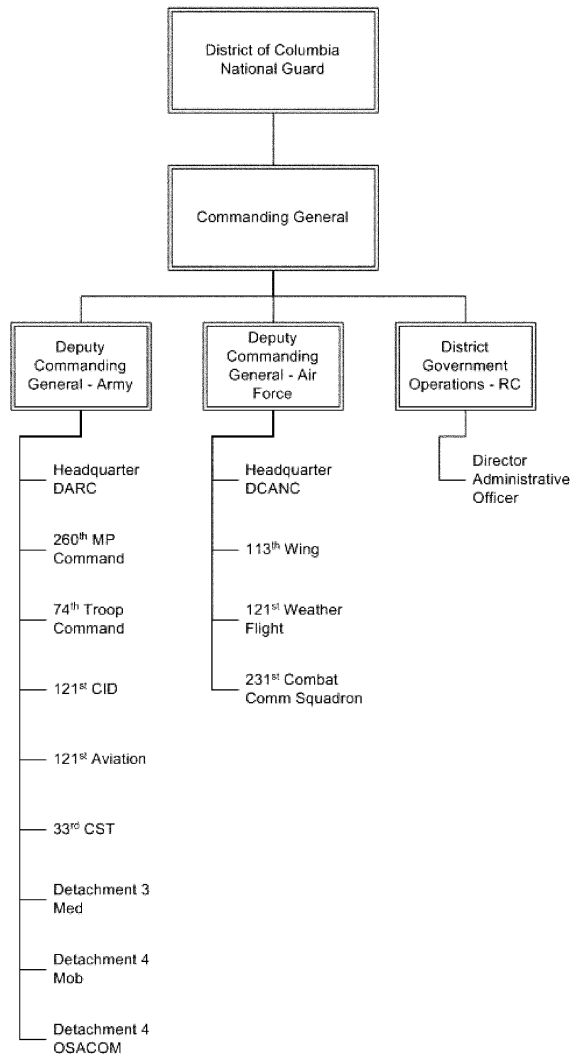 District of Columbia
National Guard
Commanding General
Deputy
Commanding
General - Army
Deputy
Commanding
General - Air
Force
District
Government
Operations - RC
Headquarter
DARC
260th MP
Command
74th Troop
Command
121st CID
121st Aviation
33rd CST
Detachment 3
Med
Detachment 4
Mob
Detachment 4
OSACOM
Headquarter
DCANC
113th Wing
121st Weather
Flight
231st Combat
Comm Squadron
Director
Administrative
Officer